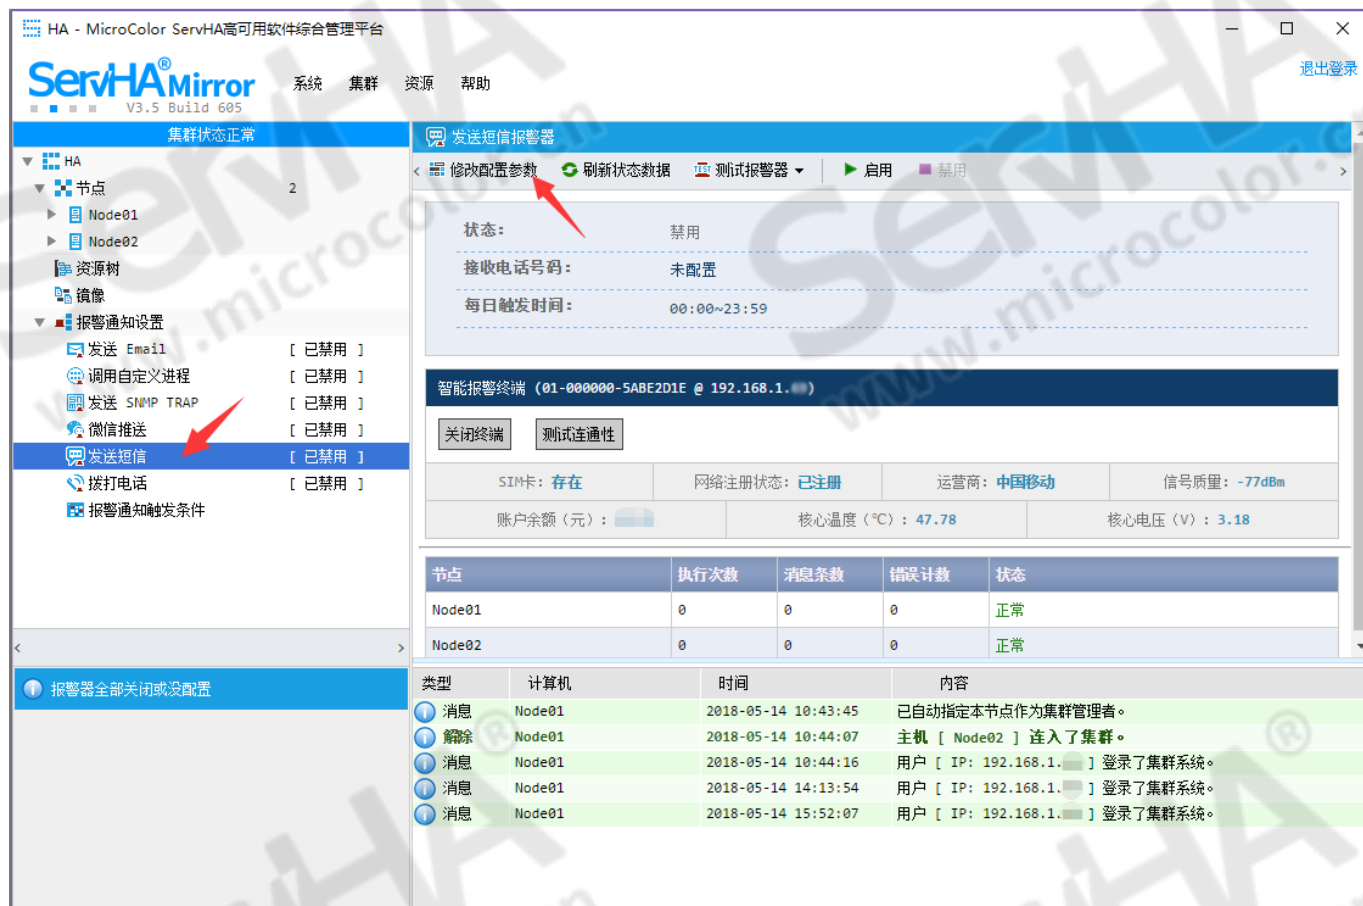 HA - MicroColor ServHA高可用软件综合管理平台
ServHA® Mirror
V3.5 Build 605
系统 集群 资源 帮助
退出登录
集群状态正常
HA
节点 2
Node01
Node02
资源树
镜像
报警通知设置
发送 Email [ 已禁用 ]
调用自定义进程 [ 已禁用 ]
发送 SNMP TRAP [ 已禁用 ]
微信推送 [ 已禁用 ]
发送短信 [ 已禁用 ]
拨打电话 [ 已禁用 ]
报警通知触发条件
报警器全部关闭或没配置
发送短信报警器
修改配置参数 刷新状态数据 TEST 测试报警器 启用 禁用
状态: 禁用
接收电话号码: 未配置
每日触发时间: 00:00~23:59
智能报警终端 (01-000000-5ABE2D1E @ 192.168.1. )
关闭终端 测试连通性
SIM卡: 存在 网络注册状态: 已注册 运营商: 中国移动 信号质量: -77dBm
账户余额 (元) : 核心温度 (℃) : 47.78 核心电压 (V) : 3.18
节点 执行次数 消息条数 错误计数 状态
Node01 0 0 0 正常
Node02 0 0 0 正常
类型 计算机 时间 内容
消息 Node01 2018-05-14 10:43:45 已自动指定本节点作为集群管理者。
解除 Node01 2018-05-14 10:44:07 主机 [ Node02 ] 连入了集群。
消息 Node01 2018-05-14 10:44:16 用户 [ IP: 192.168.1. ] 登录了集群系统。
消息 Node01 2018-05-14 14:13:54 用户 [ IP: 192.168.1. ] 登录了集群系统。
消息 Node01 2018-05-14 15:52:07 用户 [ IP: 192.168.1. ] 登录了集群系统。
ServHA®
www.microcolor.cn